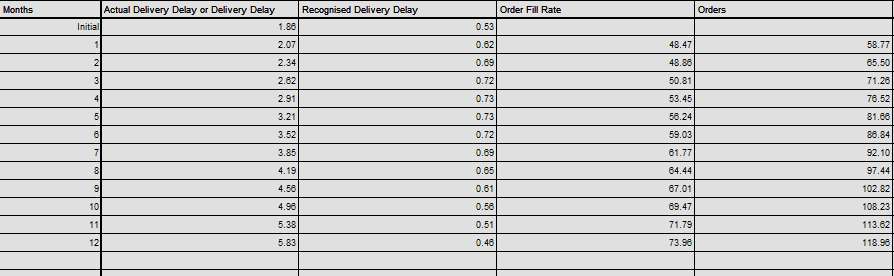 Months Actual Delivery Delay or Delivery Delay Recognised Delivery Delay Order Fill Rate Orders
Initial 1.86 0.53
1 2.07 0.62 48.47 58.77
2 2.34 0.69 48.86 65.50
3 2.62 0.72 50.81 71.26
4 2.91 0.73 53.45 76.52
5 3.21 0.73 56.24 81.66
6 3.52 0.72 59.03 86.84
7 3.85 0.69 61.77 92.10
8 4.19 0.65 64.44 97.44
9 4.56 0.61 67.01 102.82
10 4.96 0.56 69.47 108.23
11 5.38 0.51 71.79 113.62
12 5.83 0.46 73.96 118.96